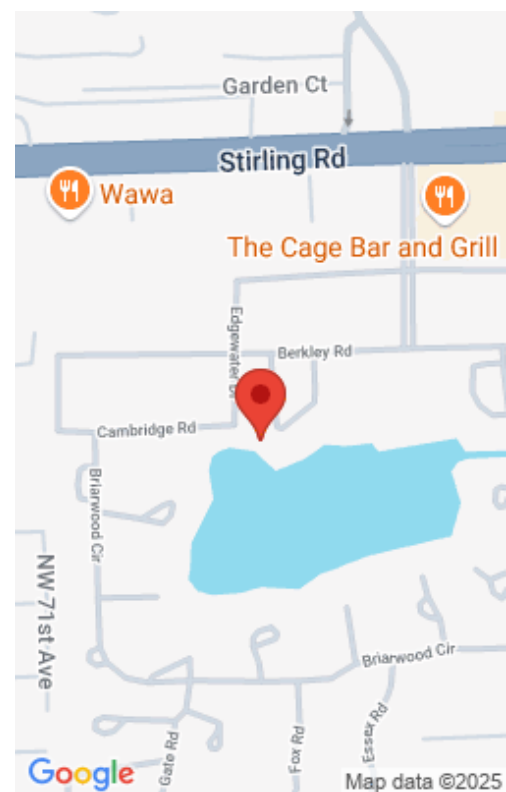 Garden Ct
Stirling Rd
Wawa
The Cage Bar and Grill
Edgewater Dr
Berkley Rd
Cambridge Rd
Briarwood Cir
NW 71st Ave
Briarwood Cir
Gate Rd
Fox Rd
Essex Rd
Google
Map data ©2025